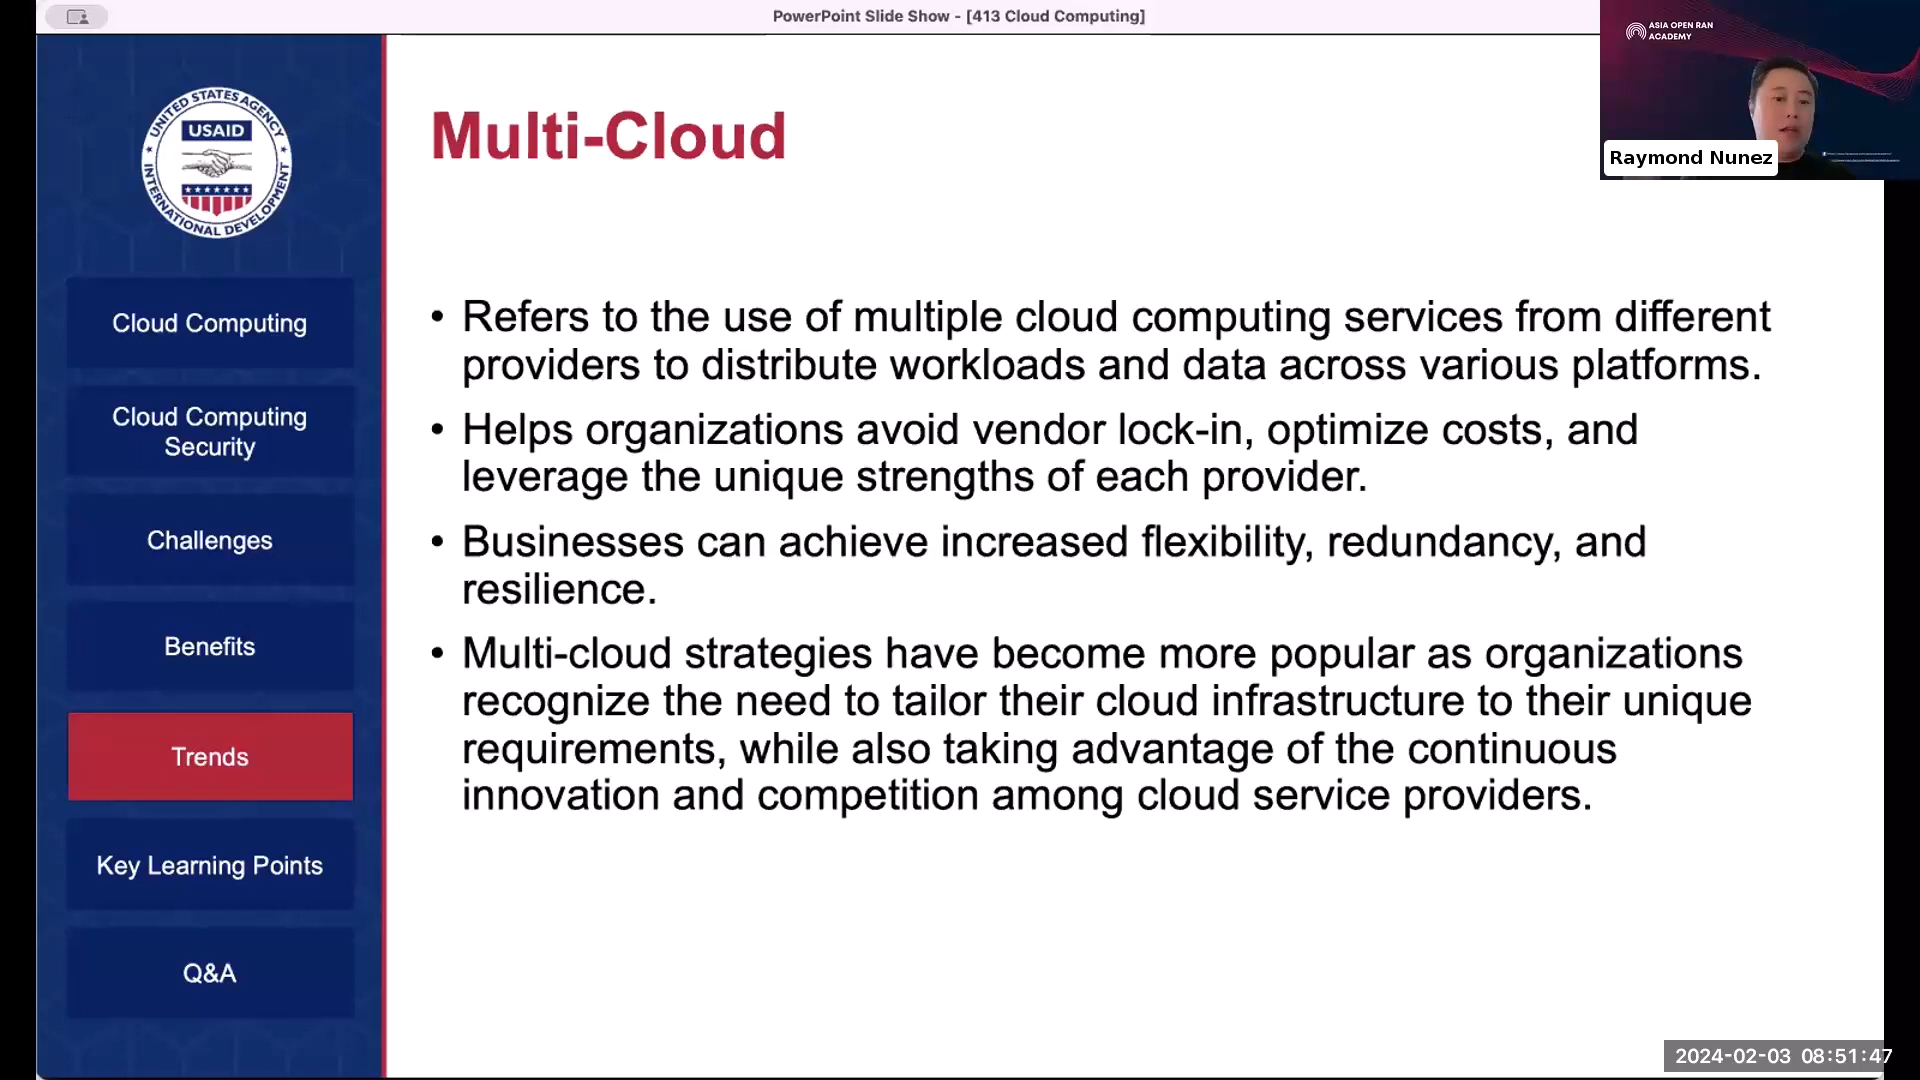 PowerPoint Slide Show - [413 Cloud Computing]
ASIA OPEN RAN
ACADEMY
Raymond Nunez
UNITED STATES AGENCY
USAID
INTERNATIONAL DEVELOPMENT
Cloud Computing
Cloud Computing
Security
Challenges
Benefits
Trends
Key Learning Points
Q&A
Multi-Cloud
• Refers to the use of multiple cloud computing services from different
providers to distribute workloads and data across various platforms.
• Helps organizations avoid vendor lock-in, optimize costs, and
leverage the unique strengths of each provider.
• Businesses can achieve increased flexibility, redundancy, and
resilience.
• Multi-cloud strategies have become more popular as organizations
recognize the need to tailor their cloud infrastructure to their unique
requirements, while also taking advantage of the continuous
innovation and competition among cloud service providers.
2024-02-03 08:51:47